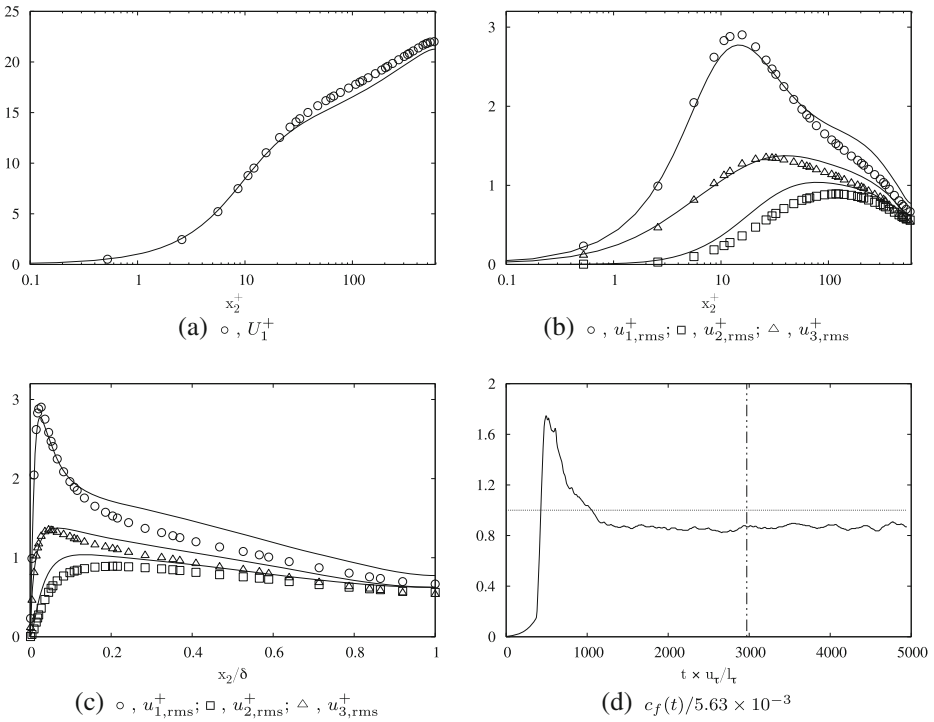 25
20
15
10
5
0
0.1 1 10 100
x₂⁺
(a) ○ , U₁⁺
3
2
1
0
0.1 1 10 100
x₂⁺
(b) ○ , u⁺₁,rms; □ , u⁺₂,rms; △ , u⁺₃,rms
3
2
1
0
0 0.2 0.4 0.6 0.8 1
x₂/δ
(c) ○ , u⁺₁,rms; □ , u⁺₂,rms; △ , u⁺₃,rms
2
1.6
1.2
0.8
0.4
0
0 1000 2000 3000 4000 5000
t × u_τ/l_τ
(d) c_f(t)/5.63 × 10⁻³